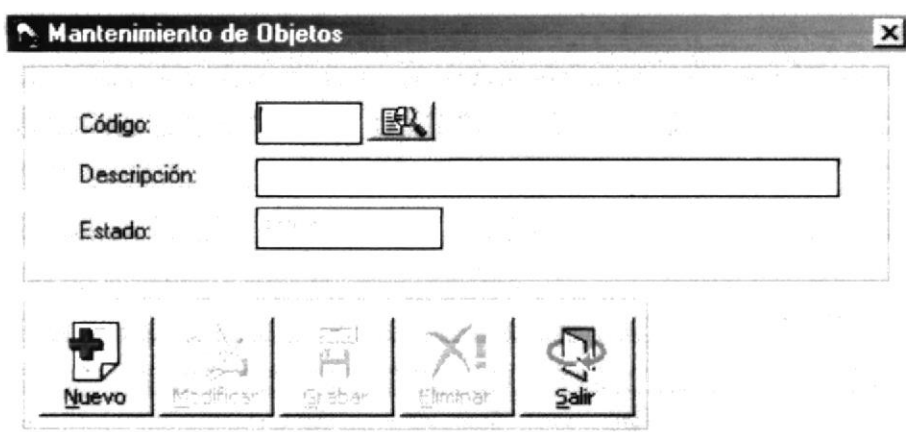 Mantenimiento de Objetos
Código:
Descripción:
Estado:
Nuevo Modificar Grabar Eliminar Salir